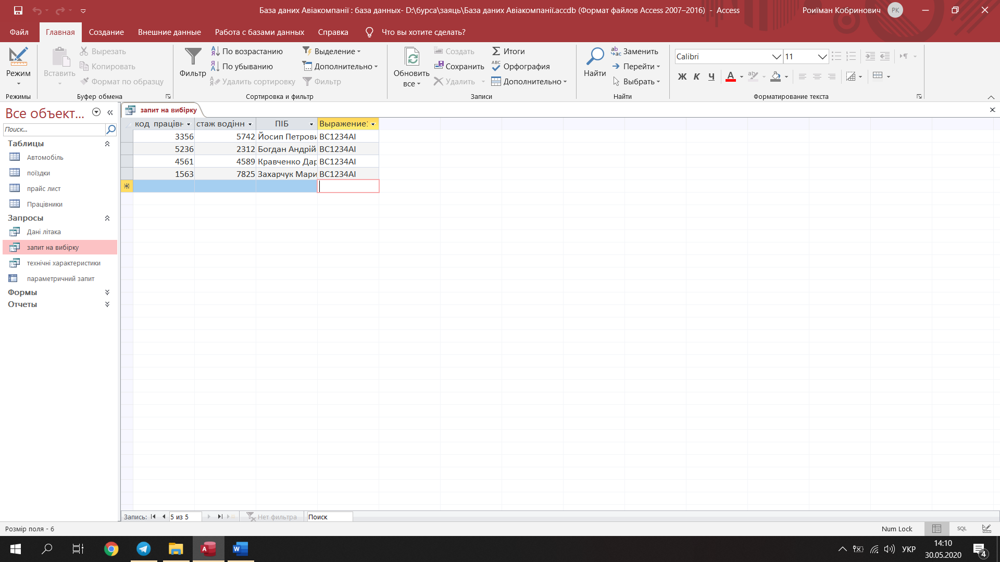 База даних Авіакомпанії : база данных- D:\бурса\заяць\База даних Авіакомпанії.accdb (Формат файлов Access 2007–2016) - Access
Роиїман Кобринович
РК
Файл
Главная
Создание
Внешние данные
Работа с базами данных
Справка
Что вы хотите сделать?
Режим
Режимы
Вставить
Вырезать
Копировать
Формат по образцу
Буфер обмена
Фильтр
По возрастанию
По убыванию
Удалить сортировку
Выделение
Дополнительно
Фильтр
Сортировка и фильтр
Обновить
все
Создать
Сохранить
Удалить
Итоги
Орфография
Дополнительно
Записи
Найти
Заменить
Перейти
Выбрать
Найти
Calibri
11
Ж К Ч
Форматирование текста
Все объект...
Поиск...
Таблицы
Автомобіль
поїздки
прайс лист
Працівники
Запросы
Дані літака
запит на вибірку
технічні характеристики
параметричний запит
Формы
Отчеты
запит на вибірку
код працівн стаж водінн ПІБ Выражение1
3356 5742 Йосип Петрови ВС1234АІ
5236 2312 Богдан Андрій ВС1234АІ
4561 4589 Кравченко Дар ВС1234АІ
1563 7825 Захарчук Мари ВС1234АІ
Запись: 5 из 5 Нет фильтра Поиск
Розмір поля - 6
Num Lock
SQL
УКР
14:10
30.05.2020
4